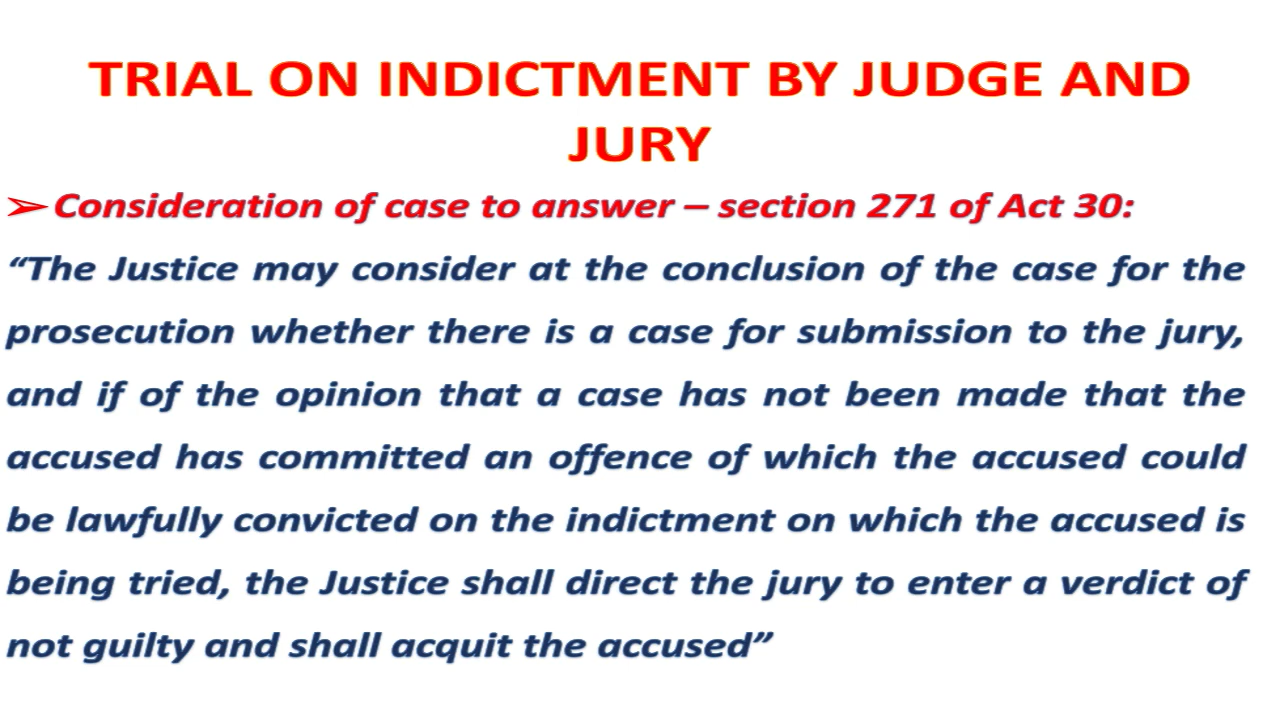 TRIAL ON INDICTMENT BY JUDGE AND
JURY
➢Consideration of case to answer – section 271 of Act 30:
“The Justice may consider at the conclusion of the case for the
prosecution whether there is a case for submission to the jury,
and if of the opinion that a case has not been made that the
accused has committed an offence of which the accused could
be lawfully convicted on the indictment on which the accused is
being tried, the Justice shall direct the jury to enter a verdict of
not guilty and shall acquit the accused”